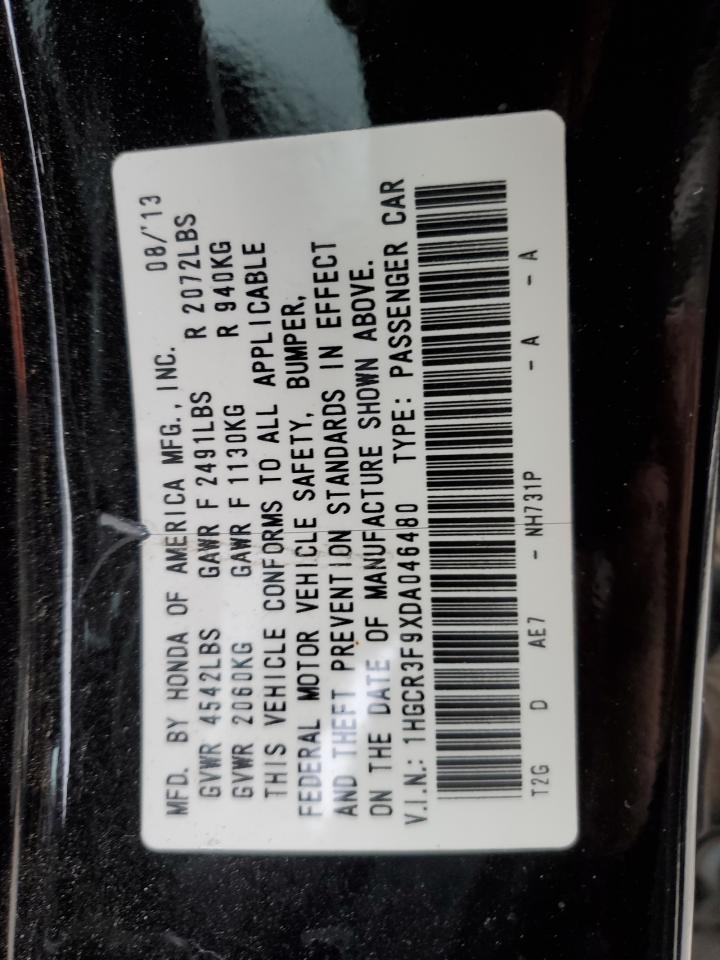 MFD. BY HONDA OF AMERICA MFG., INC. 08/'13
GVWR 4542LBS GAWR F 2491LBS R 2072LBS
GVWR 2060KG GAWR F 1130KG R 940KG
THIS VEHICLE CONFORMS TO ALL APPLICABLE
FEDERAL MOTOR VEHICLE SAFETY, BUMPER,
AND THEFT PREVENTION STANDARDS IN EFFECT
ON THE DATE OF MANUFACTURE SHOWN ABOVE.
V.I.N.: 1HGCR3F9XDA046480 TYPE: PASSENGER CAR
T2G D AE7 - NH731P - A - A